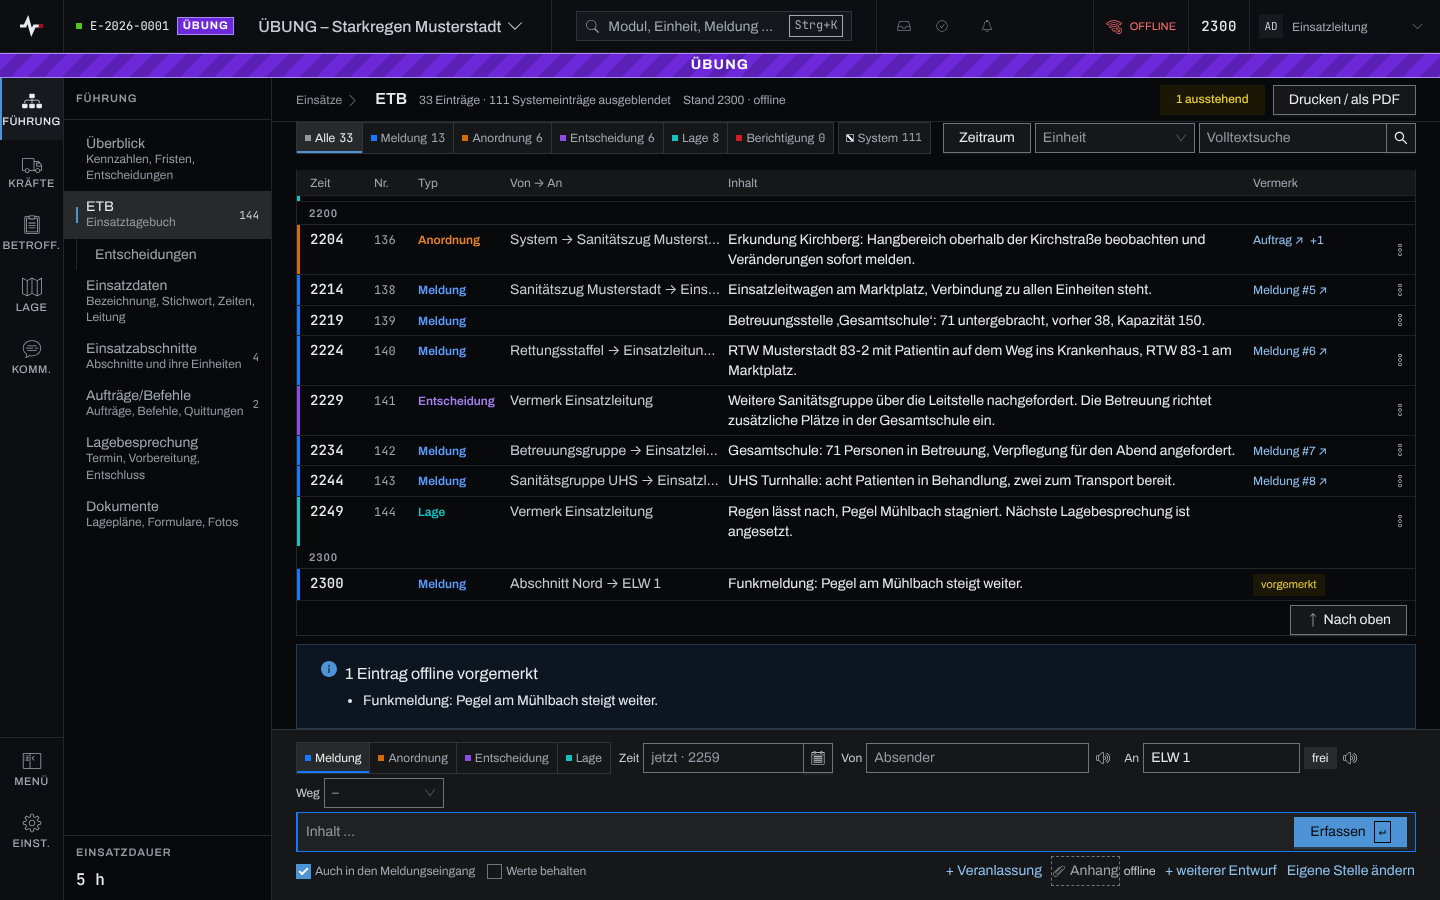 E-2026-0001 ÜBUNG ÜBUNG – Starkregen Musterstadt Modul, Einheit, Meldung ... Strg+K OFFLINE 2300 AD Einsatzleitung
ÜBUNG
FÜHRUNG
KRÄFTE
BETROFF.
LAGE
KOMM.
MENÜ
EINST.
FÜHRUNG
Überblick
Kennzahlen, Fristen,
Entscheidungen
ETB
Einsatztagebuch
144
Entscheidungen
Einsatzdaten
Bezeichnung, Stichwort, Zeiten,
Leitung
Einsatzabschnitte
Abschnitte und ihre Einheiten
4
Aufträge/Befehle
Aufträge, Befehle, Quittungen
2
Lagebesprechung
Termin, Vorbereitung,
Entschluss
Dokumente
Lagepläne, Formulare, Fotos
EINSATZDAUER
5 h
Einsätze ETB 33 Einträge · 111 Systemeinträge ausgeblendet Stand 2300 · offline 1 ausstehend Drucken / als PDF
Alle 33 Meldung 13 Anordnung 6 Entscheidung 6 Lage 8 Berichtigung 0 System 111 Zeitraum Einheit Volltextsuche
Zeit Nr. Typ Von → An Inhalt Vermerk
2200
2204 136 Anordnung System → Sanitätszug Musterst... Erkundung Kirchberg: Hangbereich oberhalb der Kirchstraße beobachten und Auftrag ↗ +1
Veränderungen sofort melden.
2214 138 Meldung Sanitätszug Musterstadt → Eins... Einsatzleitwagen am Marktplatz, Verbindung zu allen Einheiten steht. Meldung #5 ↗
2219 139 Meldung Betreuungsstelle ‚Gesamtschule‘: 71 untergebracht, vorher 38, Kapazität 150.
2224 140 Meldung Rettungsstaffel → Einsatzleitun... RTW Musterstadt 83-2 mit Patientin auf dem Weg ins Krankenhaus, RTW 83-1 am Meldung #6 ↗
Marktplatz.
2229 141 Entscheidung Vermerk Einsatzleitung Weitere Sanitätsgruppe über die Leitstelle nachgefordert. Die Betreuung richtet
zusätzliche Plätze in der Gesamtschule ein.
2234 142 Meldung Betreuungsgruppe → Einsatzlei... Gesamtschule: 71 Personen in Betreuung, Verpflegung für den Abend angefordert. Meldung #7 ↗
2244 143 Meldung Sanitätsgruppe UHS → Einsatzl... UHS Turnhalle: acht Patienten in Behandlung, zwei zum Transport bereit. Meldung #8 ↗
2249 144 Lage Vermerk Einsatzleitung Regen lässt nach, Pegel Mühlbach stagniert. Nächste Lagebesprechung ist
angesetzt.
2300
2300 Meldung Abschnitt Nord → ELW 1 Funkmeldung: Pegel am Mühlbach steigt weiter. vorgemerkt
↑ Nach oben
1 Eintrag offline vorgemerkt
• Funkmeldung: Pegel am Mühlbach steigt weiter.
Meldung Anordnung Entscheidung Lage Zeit jetzt · 2259 Von Absender An ELW 1 frei
Weg –
Inhalt ... Erfassen ↵
Auch in den Meldungseingang Werte behalten + Veranlassung Anhang offline + weiterer Entwurf Eigene Stelle ändern